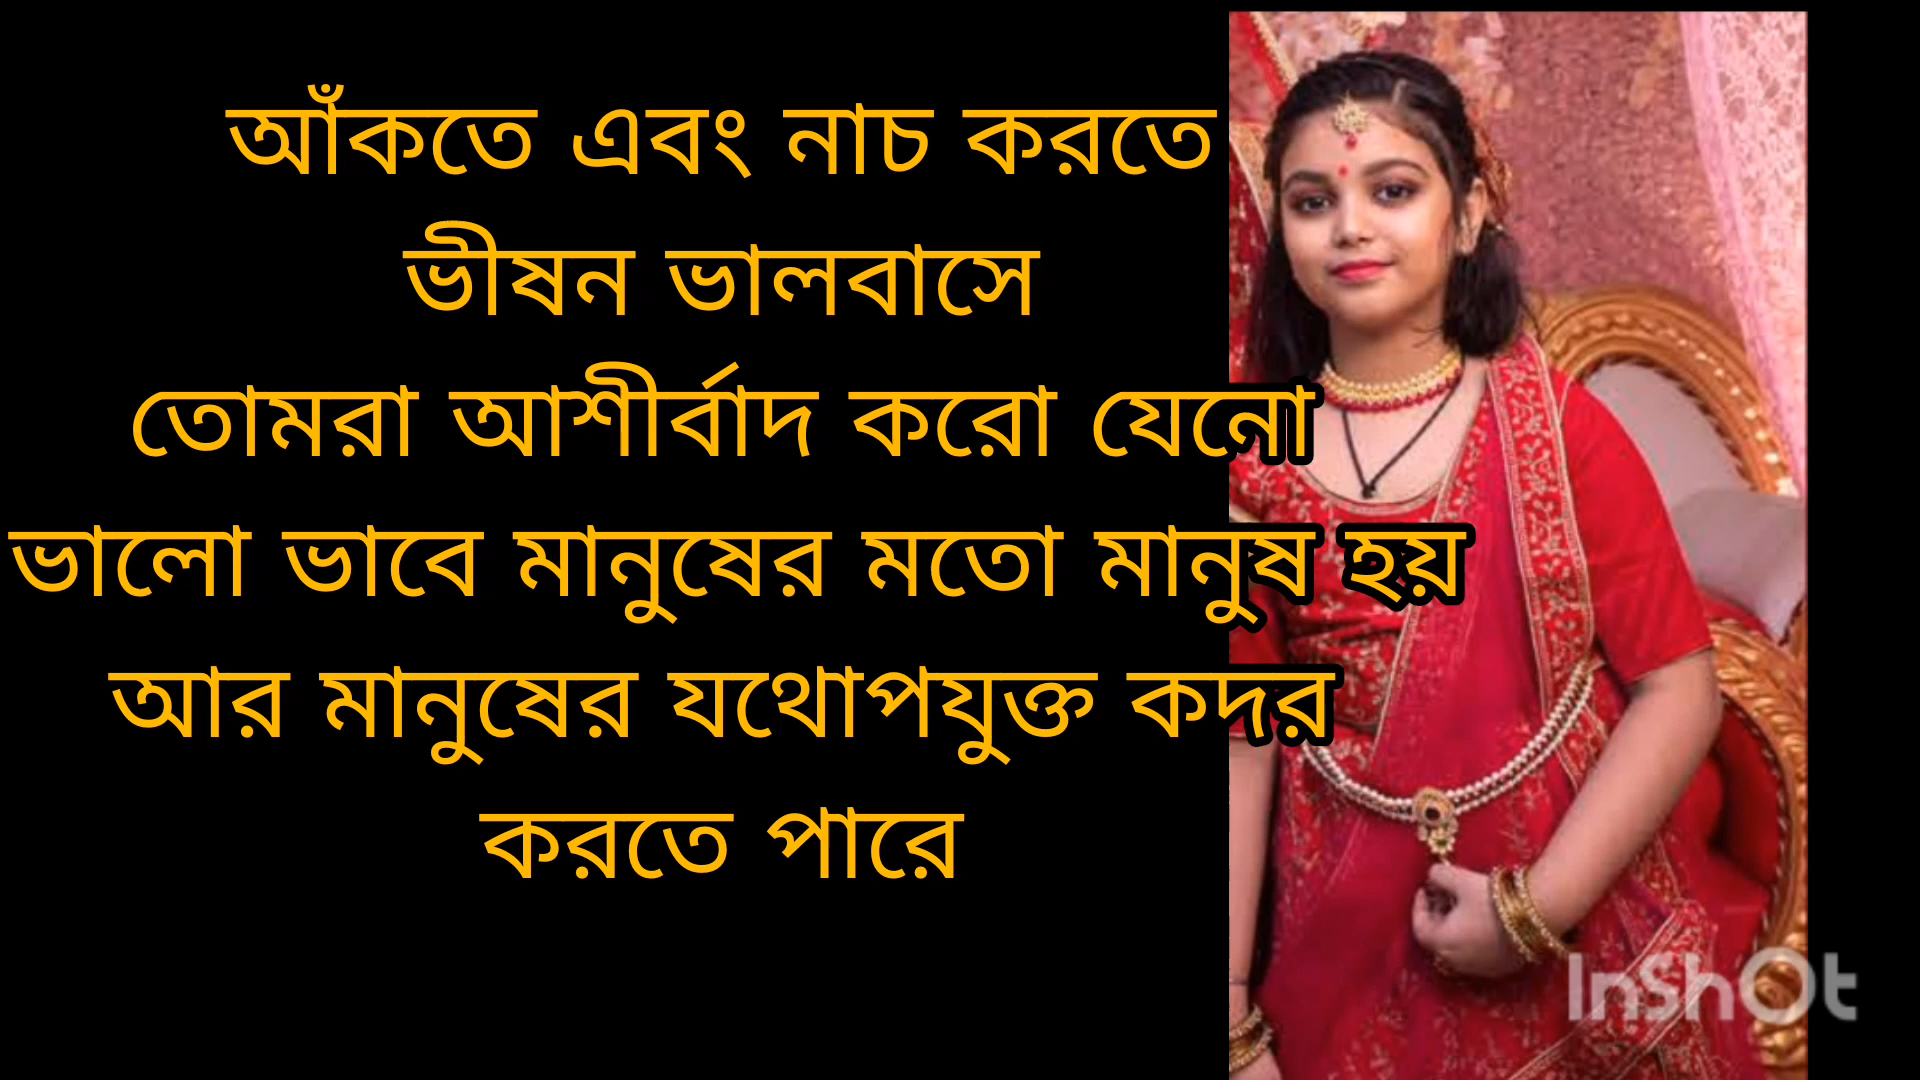 আঁকতে এবং নাচ করতে
ভীষন ভালবাসে
তোমরা আশীর্বাদ করো যেনো
ভালো ভাবে মানুষের মতো মানুষ হয়
আর মানুষের যথোপযুক্ত কদর
করতে পারে
InShOt